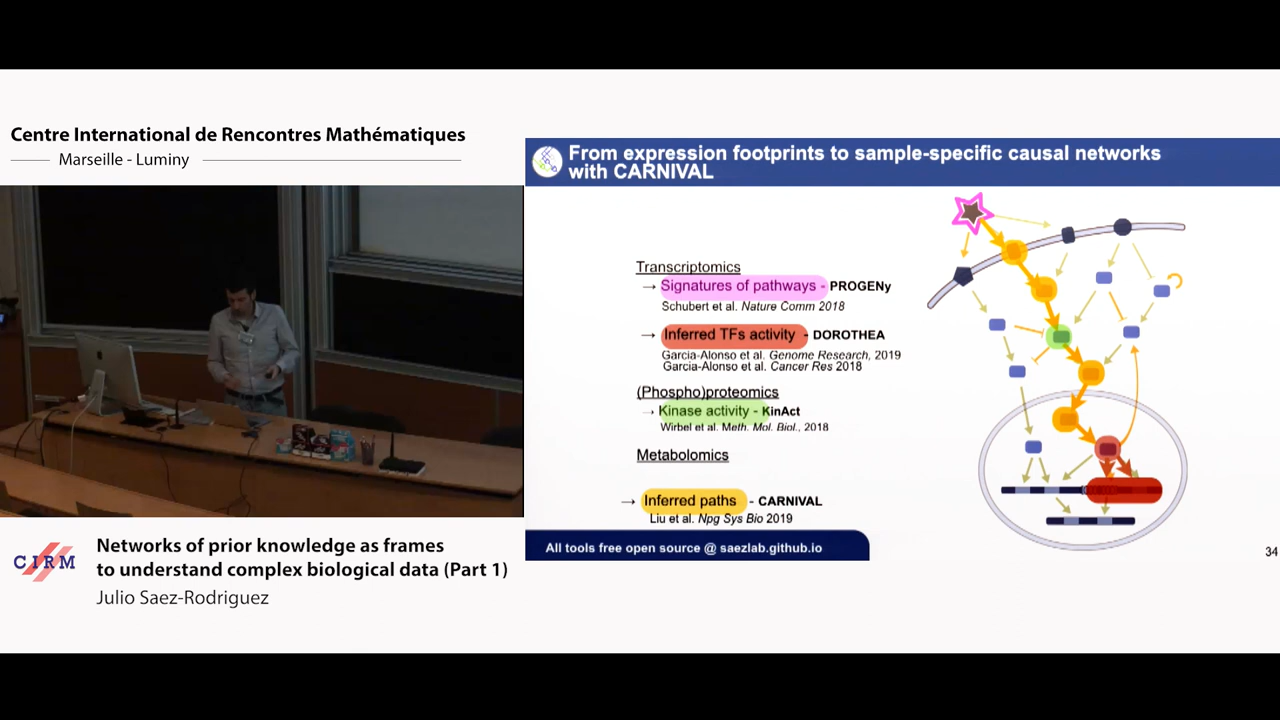 Centre International de Rencontres Mathématiques
Marseille - Luminy
From expression footprints to sample-specific causal networks
with CARNIVAL
Transcriptomics
→ Signatures of pathways - PROGENy
Schubert et al. Nature Comm 2018
→ Inferred TFs activity - DOROTHEA
Garcia-Alonso et al. Genome Research, 2019
Garcia-Alonso et al. Cancer Res 2018
(Phospho)proteomics
→ Kinase activity - KinAct
Wirbel et al. Meth. Mol. Biol., 2018
Metabolomics
→ Inferred paths - CARNIVAL
Liu et al. Npg Sys Bio 2019
All tools free open source @ saezlab.github.io
34
CIRM
Networks of prior knowledge as frames
to understand complex biological data (Part 1)
Julio Saez-Rodriguez